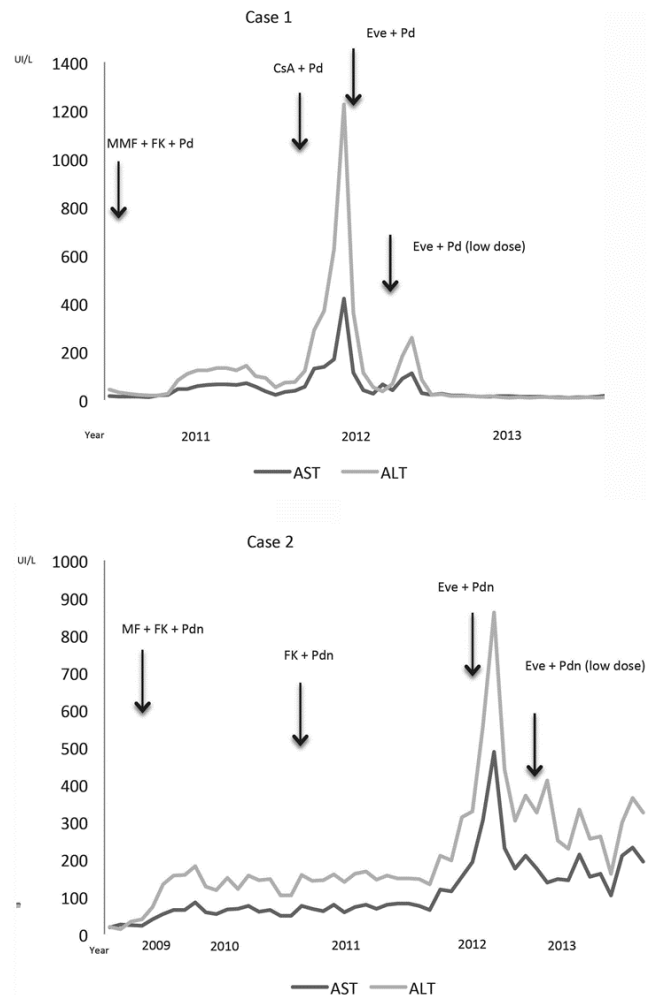 Case 1
Eve + Pd
UI/L
CsA + Pd
1400
1200
MMF + FK + Pd
1000
800
Eve + Pd (low dose)
600
400
200
0
Year 2011 2012 2013
AST ALT
Case 2
UI/L
1000
Eve + Pdn
900
MF + FK + Pdn
800
FK + Pdn
Eve + Pdn (low dose)
700
600
500
400
300
200
100
0
Year 2009 2010 2011 2012 2013
AST ALT